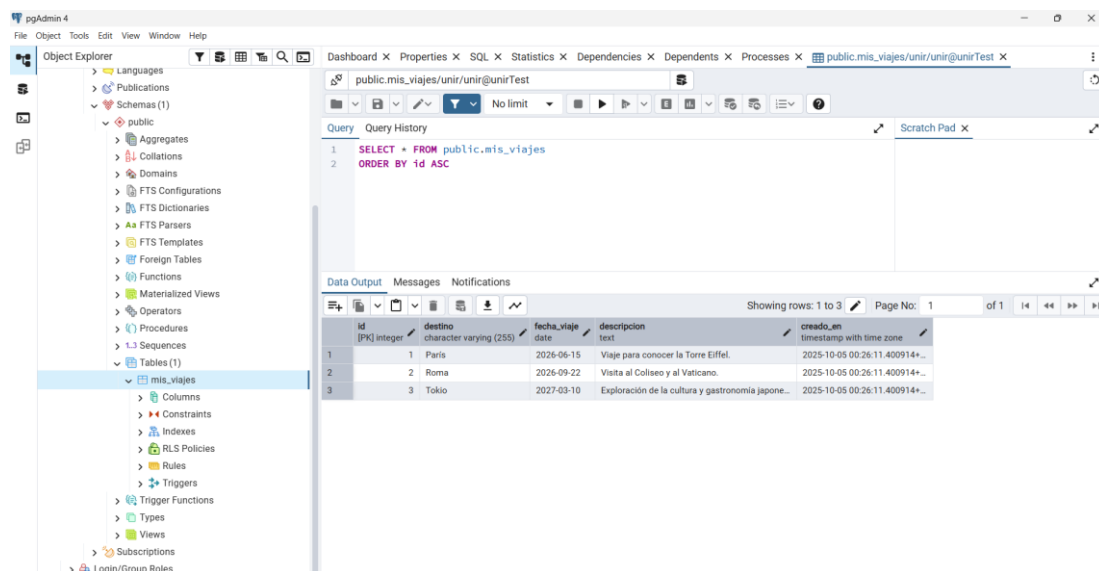 pgAdmin 4
File Object Tools Edit View Window Help
Object Explorer
Languages
Publications
Schemas (1)
public
Aggregates
Collations
Domains
FTS Configurations
FTS Dictionaries
FTS Parsers
FTS Templates
Foreign Tables
Functions
Materialized Views
Operators
Procedures
1..3 Sequences
Tables (1)
mis_viajes
Columns
Constraints
Indexes
RLS Policies
Rules
Triggers
Trigger Functions
Types
Views
Subscriptions
Login/Group Roles
Dashboard Properties SQL Statistics Dependencies Dependents Processes public.mis_viajes/unir/unir@unirTest
public.mis_viajes/unir/unir@unirTest
No limit
Query Query History
Scratch Pad
1 SELECT * FROM public.mis_viajes
2 ORDER BY id ASC
Data Output Messages Notifications
Showing rows: 1 to 3 Page No: 1 of 1
id destino fecha_viaje descripcion creado_en
[PK] integer character varying (255) date text timestamp with time zone
1 1 París 2026-06-15 Viaje para conocer la Torre Eiffel. 2025-10-05 00:26:11.400914+...
2 2 Roma 2026-09-22 Visita al Coliseo y al Vaticano. 2025-10-05 00:26:11.400914+...
3 3 Tokio 2027-03-10 Exploración de la cultura y gastronomía japone... 2025-10-05 00:26:11.400914+...